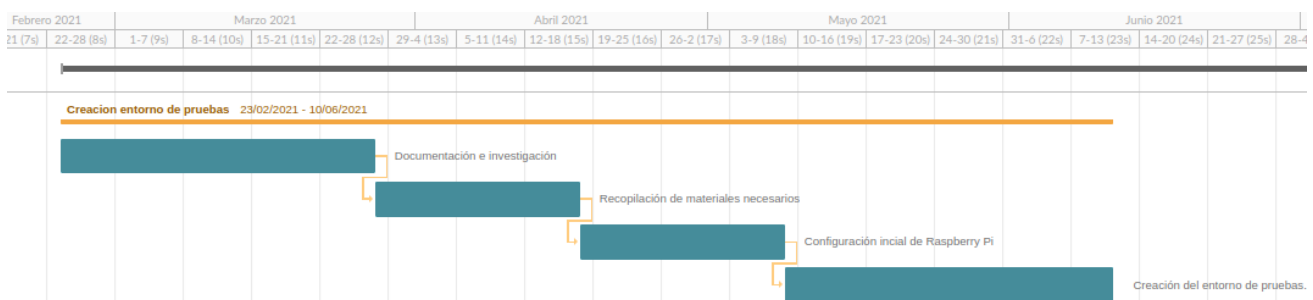 Febrero 2021 Marzo 2021 Abril 2021 Mayo 2021 Junio 2021
21 (7s) 22-28 (8s) 1-7 (9s) 8-14 (10s) 15-21 (11s) 22-28 (12s) 29-4 (13s) 5-11 (14s) 12-18 (15s) 19-25 (16s) 26-2 (17s) 3-9 (18s) 10-16 (19s) 17-23 (20s) 24-30 (21s) 31-6 (22s) 7-13 (23s) 14-20 (24s) 21-27 (25s) 28-4
Creacion entorno de pruebas 23/02/2021 - 10/06/2021
Documentación e investigación
Recopilación de materiales necesarios
Configuración incial de Raspberry Pi
Creación del entorno de pruebas.